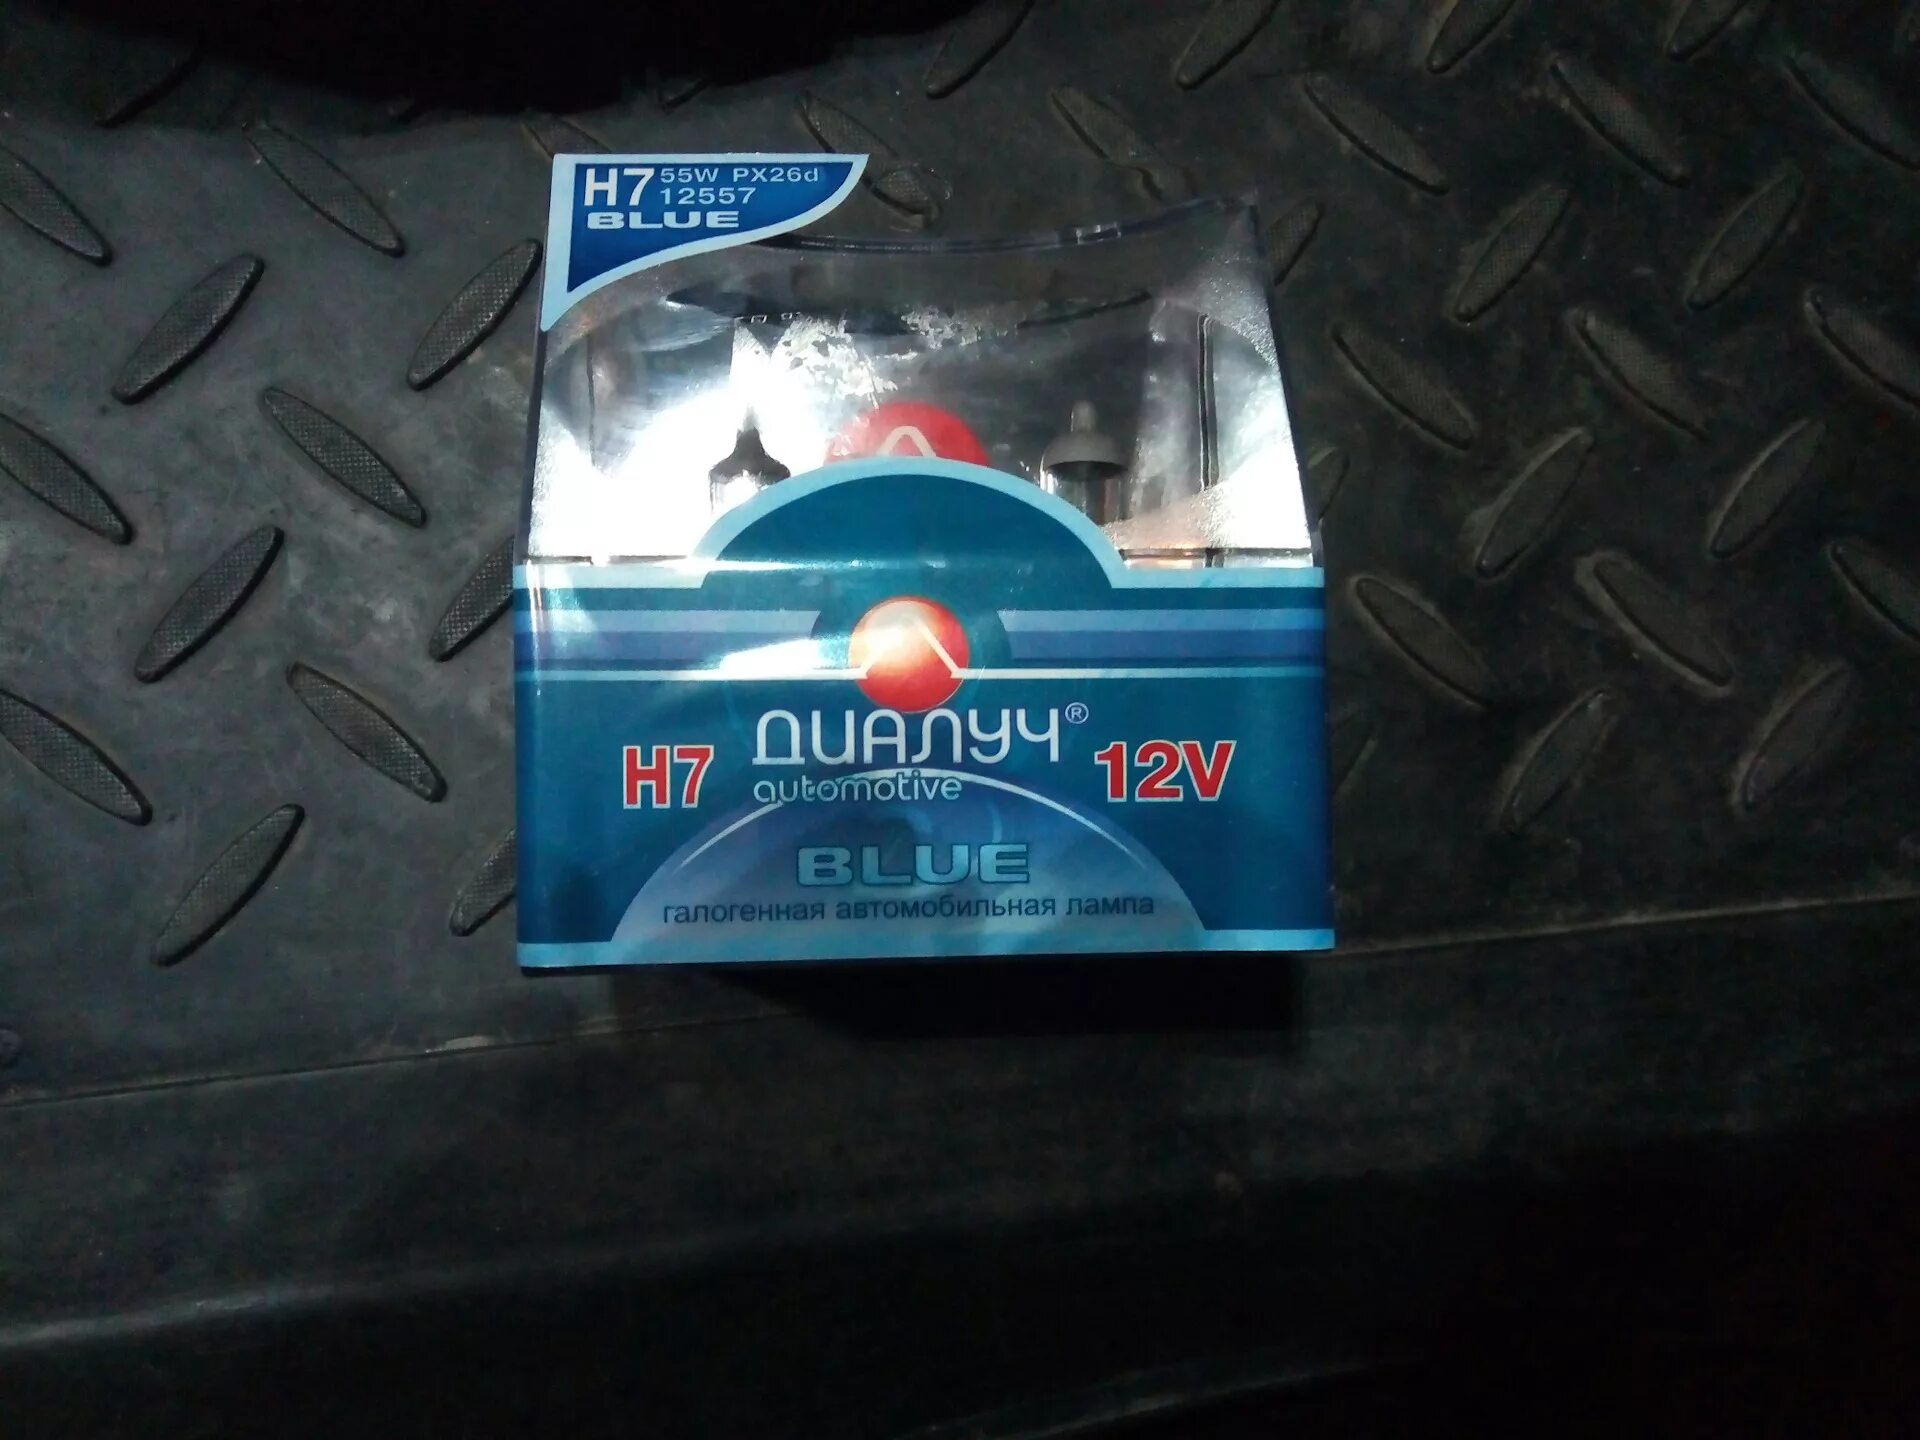 H7 55W PX26d
12557
BLUE
ДИАЛУЧ®
H7 automotive 12V
BLUE
галогенная автомобильная лампа